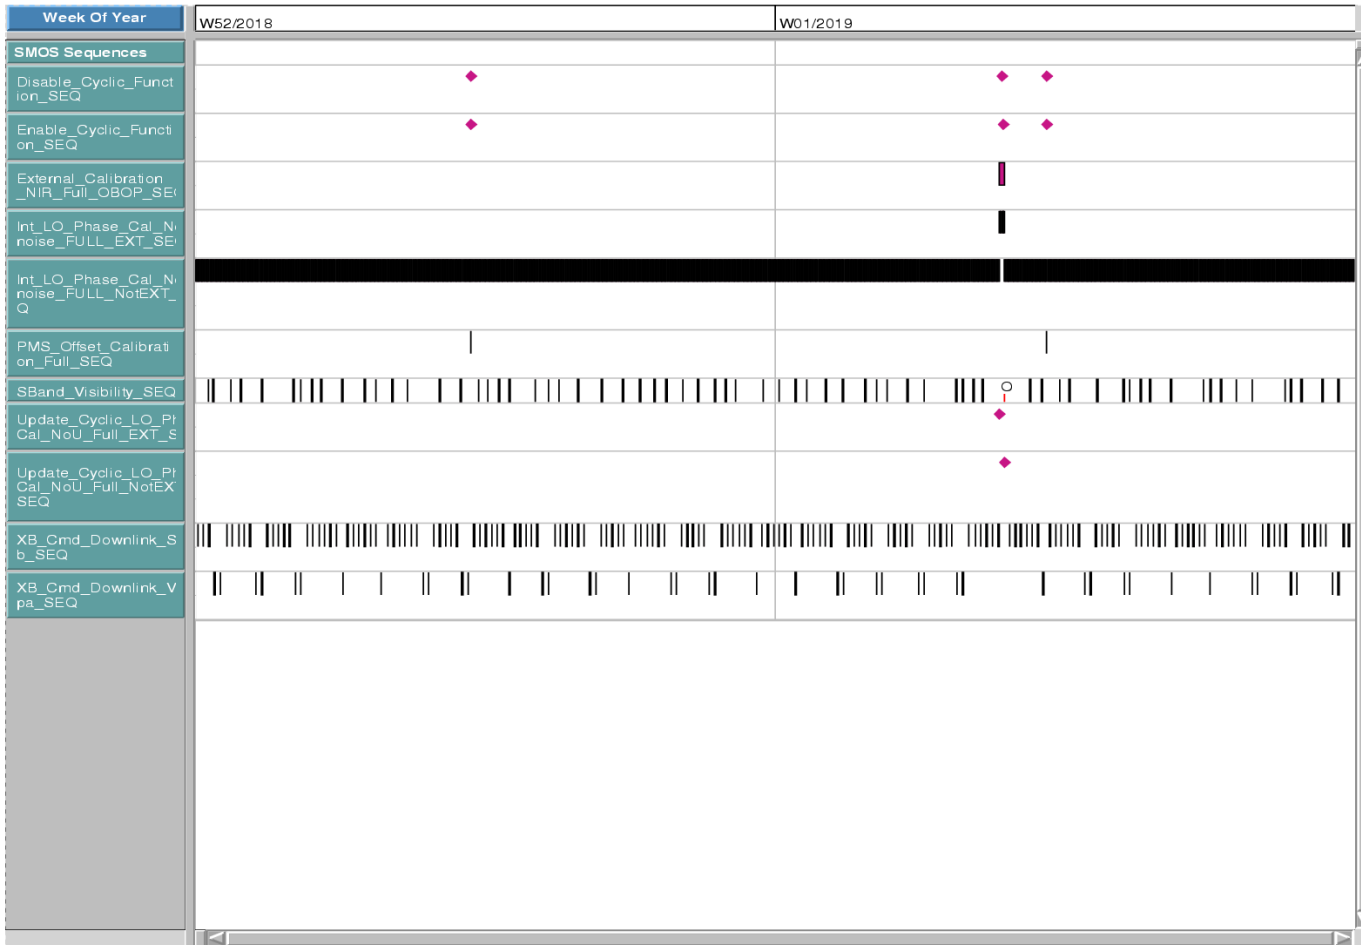 Week Of Year
W52/2018
W01/2019
SMOS Sequences
Disable_Cyclic_Funct
ion_SEQ
Enable_Cyclic_Functi
on_SEQ
External_Calibration
_NIR_Full_OBOP_SE
Int_LO_Phase_Cal_N
noise_FULL_EXT_SE
Int_LO_Phase_Cal_N
noise_FULL_NotEXT_
Q
PMS_Offset_Calibrati
on_Full_SEQ
SBand_Visibility_SEQ
O
Update_Cyclic_LO_P
Cal_NoU_Full_EXT_S
Update_Cyclic_LO_P
Cal_NoU_Full_NotEX
SEQ
XB_Cmd_Downlink_S
b_SEQ
XB_Cmd_Downlink_V
pa_SEQ